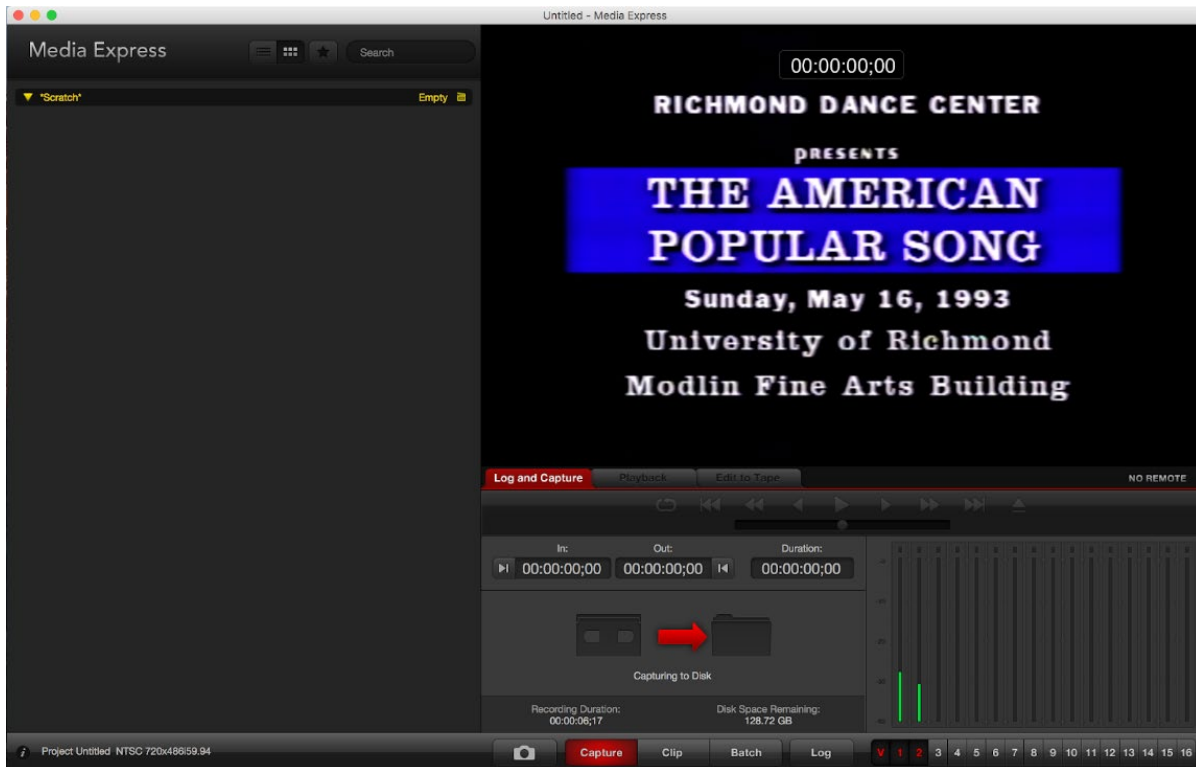 Untitled - Media Express
Media Express
Search
*Scratch*
Empty
00:00:00;00
RICHMOND DANCE CENTER
PRESENTS
THE AMERICAN
POPULAR SONG
Sunday, May 16, 1993
University of Richmond
Modlin Fine Arts Building
Log and Capture
Playback
Edit to Tape
NO REMOTE
In:
Out:
Duration:
00:00:00;00
00:00:00;00
00:00:00;00
Capturing to Disk
Recording Duration:
00:00:06;17
Disk Space Remaining:
128.72 GB
Project Untitled NTSC 720x486i59.94
Capture
Clip
Batch
Log
V 1 2 3 4 5 6 7 8 9 10 11 12 13 14 15 16